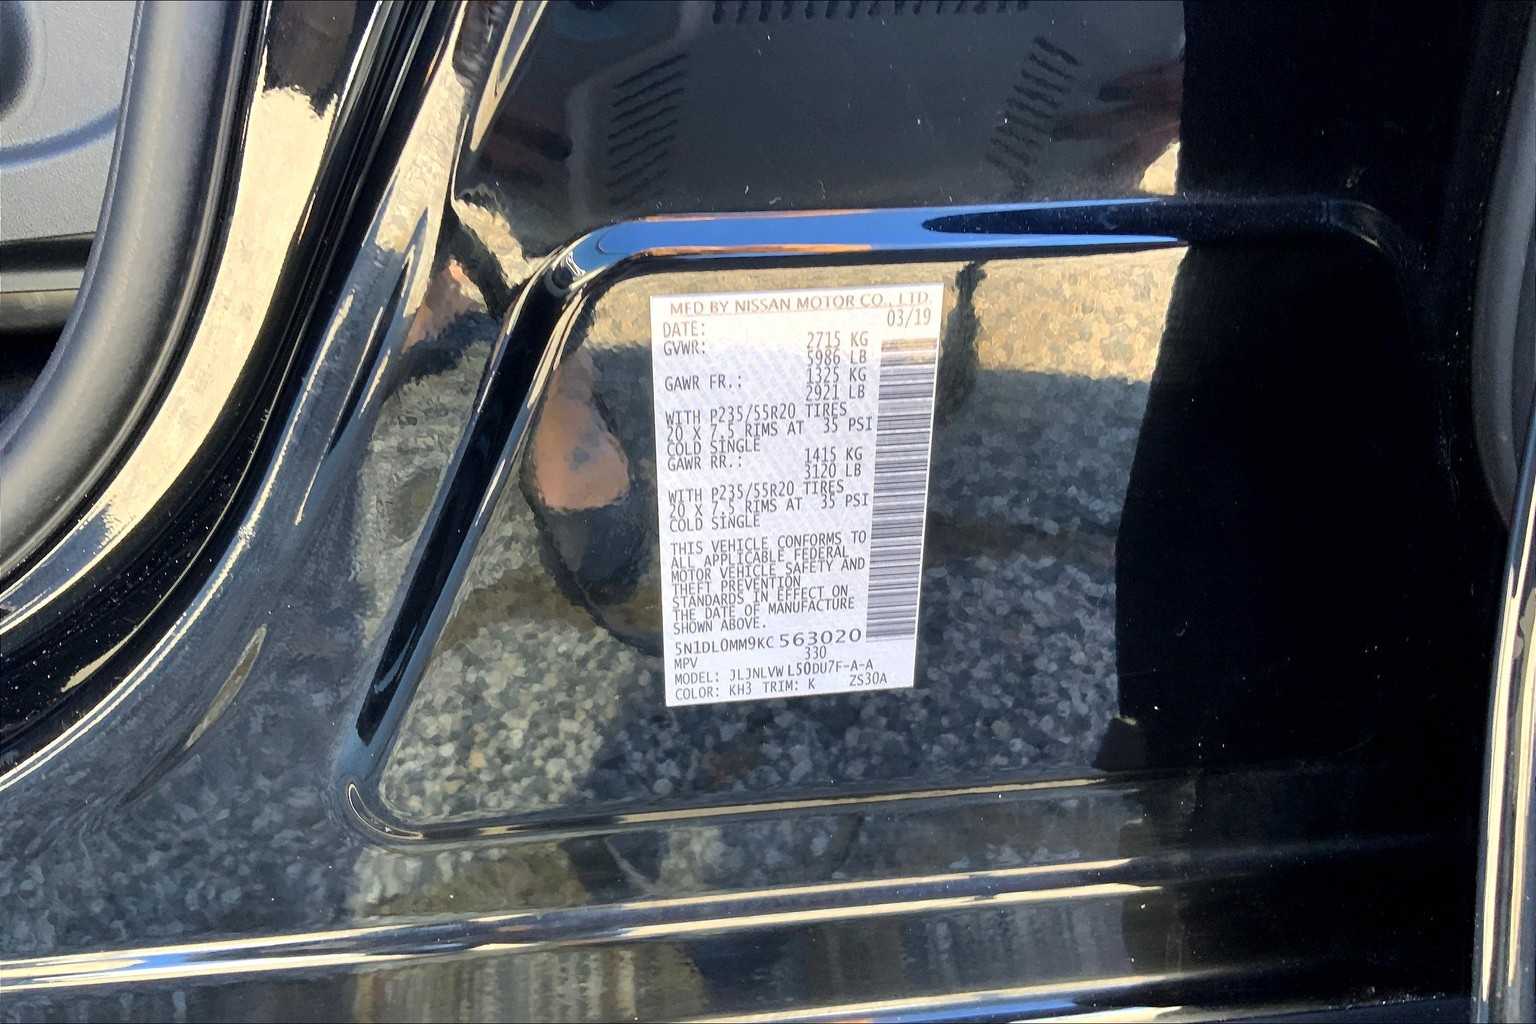 MFD BY NISSAN MOTOR CO., LTD.
DATE: 03/19
GVWR: 2715 KG
5986 LB
GAWR FR.: 1325 KG
2921 LB
WITH P235/55R20 TIRES
20 X 7.5 RIMS AT 35 PSI
COLD SINGLE
GAWR RR.: 1415 KG
3120 LB
WITH P235/55R20 TIRES
20 X 7.5 RIMS AT 35 PSI
COLD SINGLE
THIS VEHICLE CONFORMS TO
ALL APPLICABLE FEDERAL
MOTOR VEHICLE SAFETY AND
THEFT PREVENTION
STANDARDS IN EFFECT ON
THE DATE OF MANUFACTURE
SHOWN ABOVE.
5N1DL0MM9KC563020
MPV 330
MODEL: JLJNLVWL50DU7F-A-A
COLOR: KH3 TRIM: K ZS30A